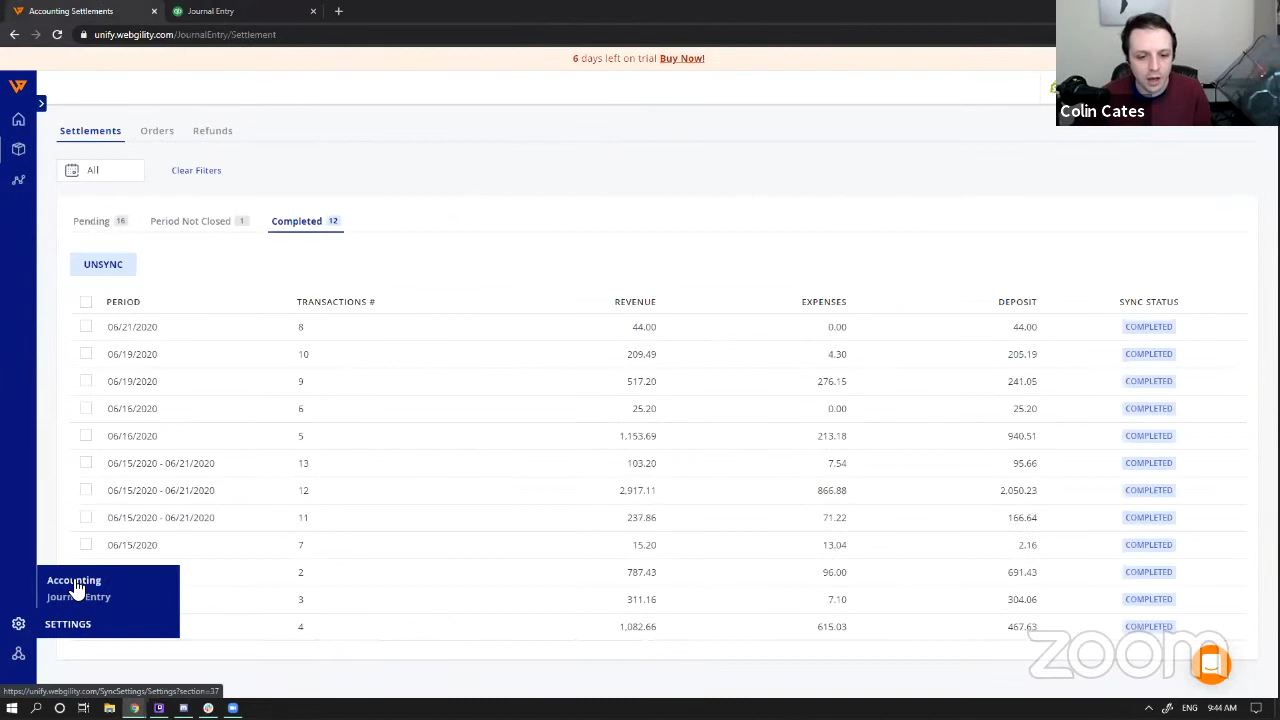 Accounting Settlements
Journal Entry
unify.webgility.com/JournalEntry/Settlement
6 days left on trial Buy Now!
Colin Cates
Settlements Orders Refunds
All Clear Filters
Pending 16 Period Not Closed 1 Completed 12
UNSYNC
PERIOD TRANSACTIONS # REVENUE EXPENSES DEPOSIT SYNC STATUS
06/21/2020 8 44.00 0.00 44.00 COMPLETED
06/19/2020 10 209.49 4.30 205.19 COMPLETED
06/19/2020 9 517.20 276.15 241.05 COMPLETED
06/16/2020 6 25.20 0.00 25.20 COMPLETED
06/16/2020 5 1,153.69 213.18 940.51 COMPLETED
06/15/2020 - 06/21/2020 13 103.20 7.54 95.66 COMPLETED
06/15/2020 - 06/21/2020 12 2,917.11 866.88 2,050.23 COMPLETED
06/15/2020 - 06/21/2020 11 237.86 71.22 166.64 COMPLETED
06/15/2020 7 15.20 13.04 2.16 COMPLETED
2 787.43 96.00 691.43 COMPLETED
3 311.16 7.10 304.06 COMPLETED
4 1,082.66 615.03 467.63 COMPLETED
Accounting
Journal Entry
SETTINGS
zoom
https://unify.webgility.com/SyncSettings/Settings?section=37
ENG 9:44 AM